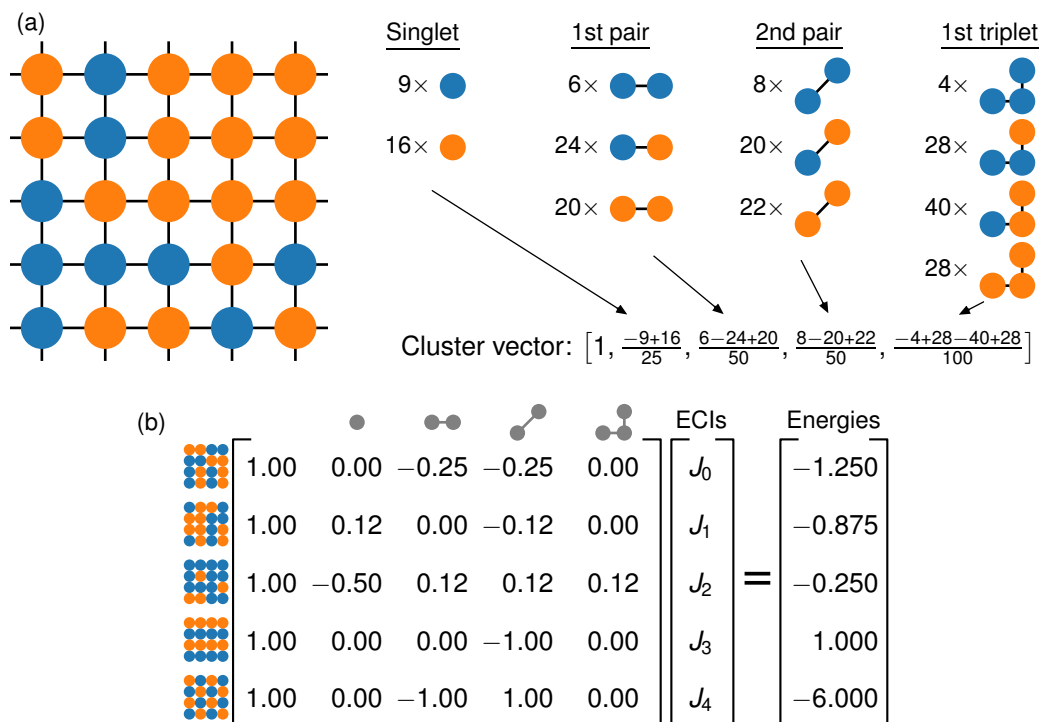 (a)
Singlet 1st pair 2nd pair 1st triplet
9× 6× 8× 4×
16× 24× 20× 28×
20× 22× 40×
28×
Cluster vector: [1, (−9+16)/25, (6−24+20)/50, (8−20+22)/50, (−4+28−40+28)/100]
(b) ECIs Energies
1.00 0.00 −0.25 −0.25 0.00 J₀ −1.250
1.00 0.12 0.00 −0.12 0.00 J₁ −0.875
1.00 −0.50 0.12 0.12 0.12 J₂ = −0.250
1.00 0.00 0.00 −1.00 0.00 J₃ 1.000
1.00 0.00 −1.00 1.00 0.00 J₄ −6.000